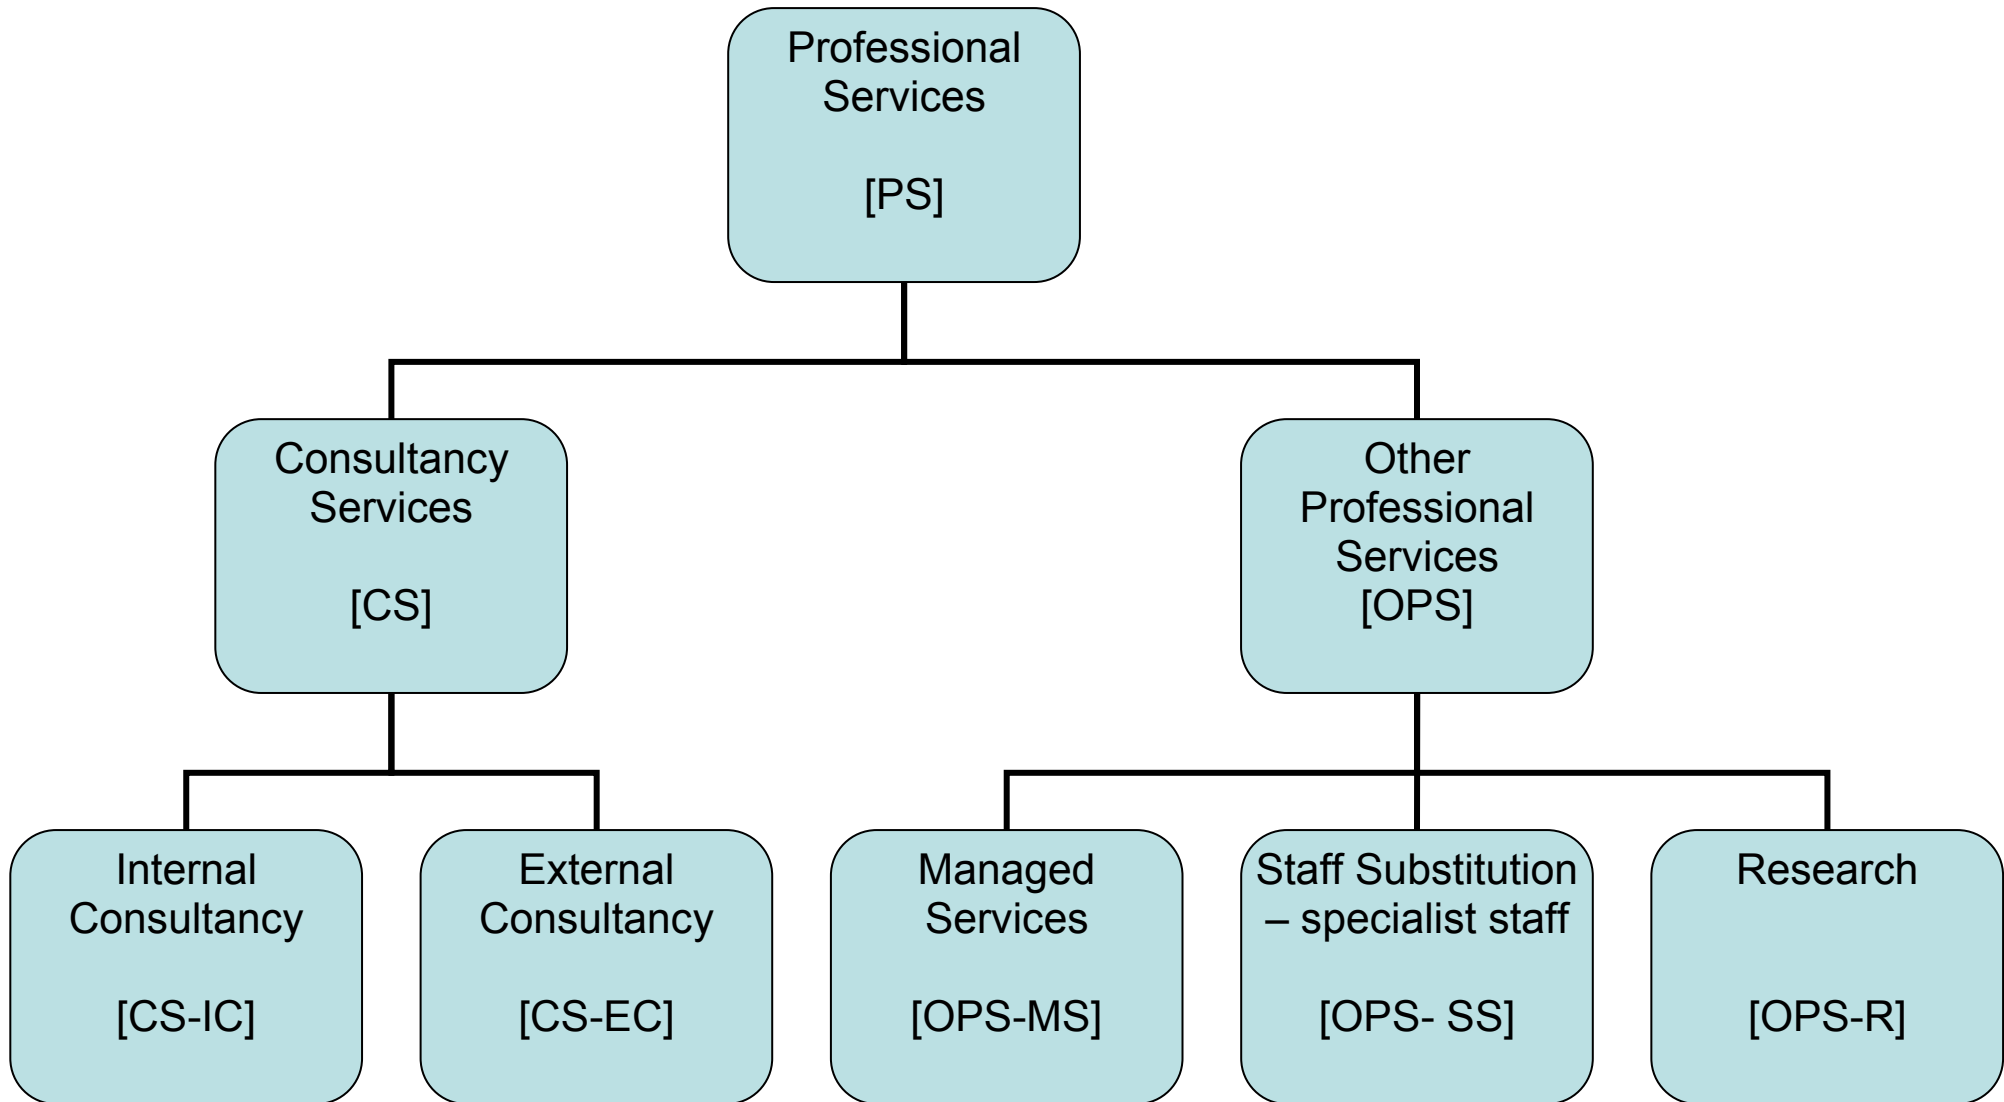 Professional
Services
[PS]
Consultancy
Services
[CS]
Other
Professional
Services
[OPS]
Internal
Consultancy
[CS-IC]
External
Consultancy
[CS-EC]
Managed
Services
[OPS-MS]
Staff Substitution
– specialist staff
[OPS- SS]
Research
[OPS-R]